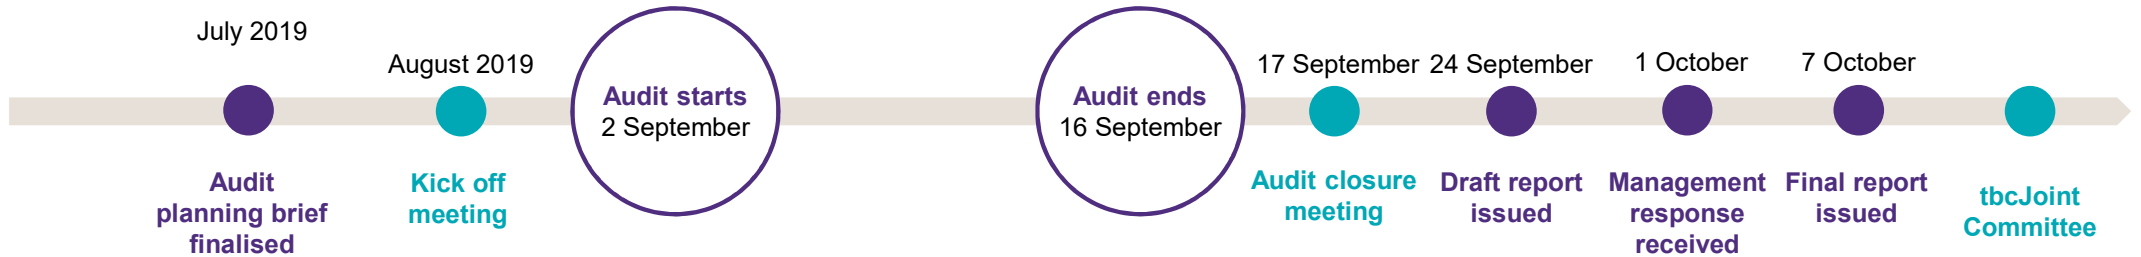 July 2019
Audit
planning brief
finalised
August 2019
Kick off
meeting
Audit starts
2 September
Audit ends
16 September
17 September
Audit closure
meeting
24 September
Draft report
issued
1 October
Management
response
received
7 October
Final report
issued
tbcJoint
Committee